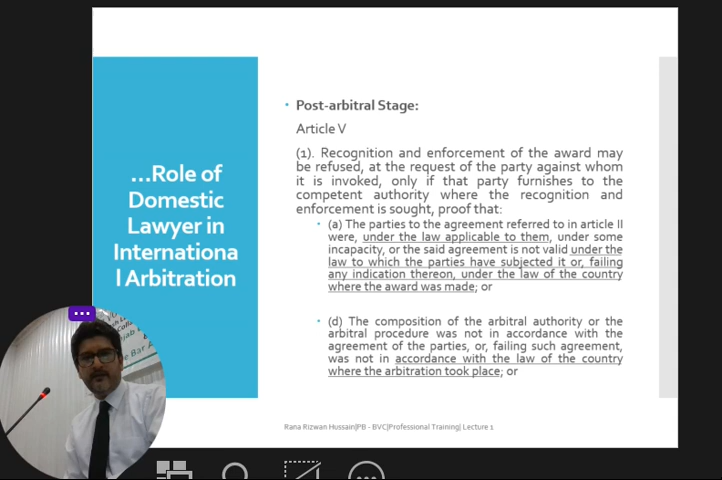 ...Role of
Domestic
Lawyer in
Internationa
l Arbitration
Post-arbitral Stage:
Article V
(1). Recognition and enforcement of the award may
be refused, at the request of the party against whom
it is invoked, only if that party furnishes to the
competent authority where the recognition and
enforcement is sought, proof that:
(a) The parties to the agreement referred to in article II
were, under the law applicable to them, under some
incapacity, or the said agreement is not valid under the
law to which the parties have subjected it or, failing
any indication thereon, under the law of the country
where the award was made; or
(d) The composition of the arbitral authority or the
arbitral procedure was not in accordance with the
agreement of the parties, or, failing such agreement,
was not in accordance with the law of the country
where the arbitration took place; or
Rana Rizwan Hussain|PB - BVC|Professional Training| Lecture 1